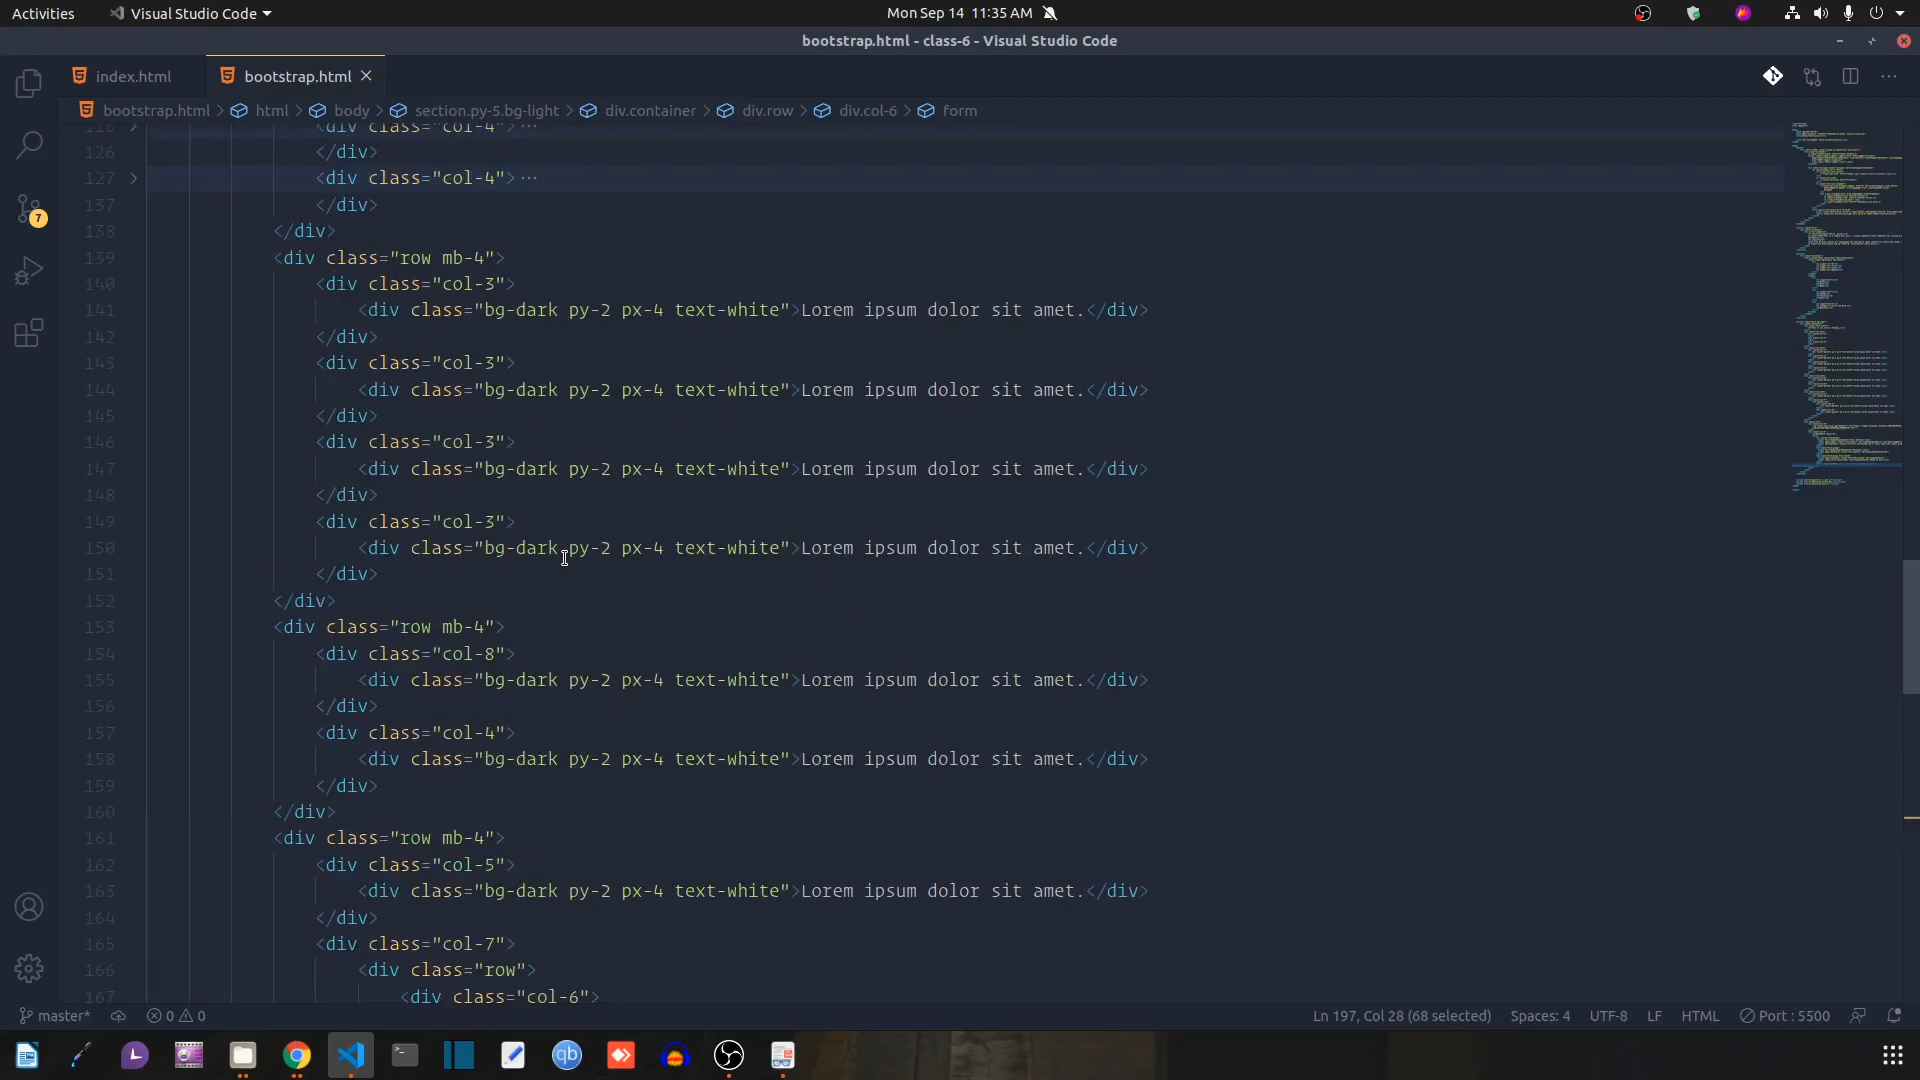 Activities
Visual Studio Code
Mon Sep 14 11:35 AM
bootstrap.html - class-6 - Visual Studio Code
index.html
bootstrap.html
bootstrap.html > html > body > section.py-5.bg-light > div.container > div.row > div.col-6 > form
118 <div class="col-4"> ···
126 </div>
127 <div class="col-4"> ···
137 </div>
138 </div>
139 <div class="row mb-4">
140 <div class="col-3">
141 <div class="bg-dark py-2 px-4 text-white">Lorem ipsum dolor sit amet.</div>
142 </div>
143 <div class="col-3">
144 <div class="bg-dark py-2 px-4 text-white">Lorem ipsum dolor sit amet.</div>
145 </div>
146 <div class="col-3">
147 <div class="bg-dark py-2 px-4 text-white">Lorem ipsum dolor sit amet.</div>
148 </div>
149 <div class="col-3">
150 <div class="bg-dark py-2 px-4 text-white">Lorem ipsum dolor sit amet.</div>
151 </div>
152 </div>
153 <div class="row mb-4">
154 <div class="col-8">
155 <div class="bg-dark py-2 px-4 text-white">Lorem ipsum dolor sit amet.</div>
156 </div>
157 <div class="col-4">
158 <div class="bg-dark py-2 px-4 text-white">Lorem ipsum dolor sit amet.</div>
159 </div>
160 </div>
161 <div class="row mb-4">
162 <div class="col-5">
163 <div class="bg-dark py-2 px-4 text-white">Lorem ipsum dolor sit amet.</div>
164 </div>
165 <div class="col-7">
166 <div class="row">
167 <div class="col-6">
7
master*
0 0
Ln 197, Col 28 (68 selected)
Spaces: 4
UTF-8
LF
HTML
Port : 5500
qb